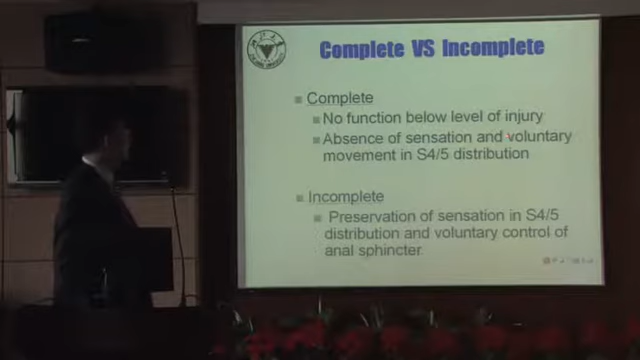 Complete VS Incomplete
Complete
No function below level of injury
Absence of sensation and voluntary
movement in S4/5 distribution
Incomplete
Preservation of sensation in S4/5
distribution and voluntary control of
anal sphincter